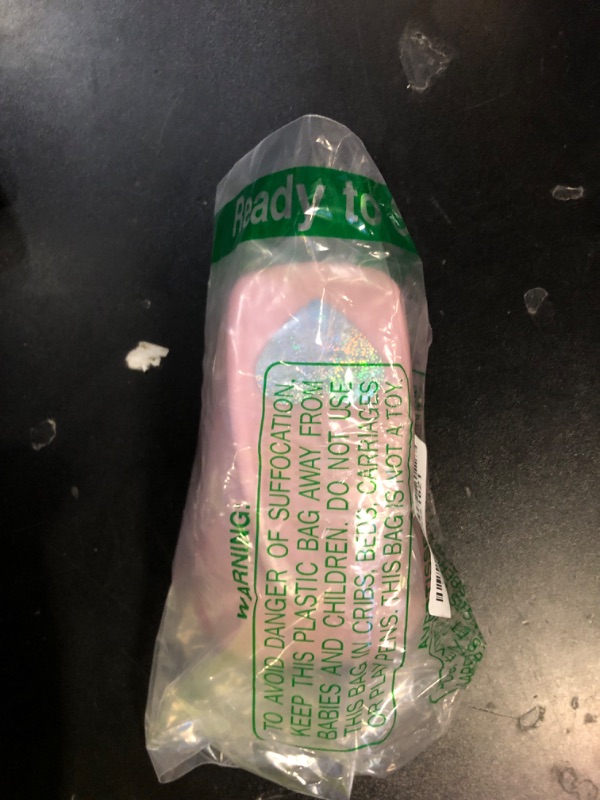 Ready to
WARNING:
TO AVOID DANGER OF SUFFOCATION,
KEEP THIS PLASTIC BAG AWAY FROM
BABIES AND CHILDREN. DO NOT USE
THIS BAG IN CRIBS, BEDS, CARRIAGES,
OR PLAYPENS. THIS BAG IS NOT A TOY.